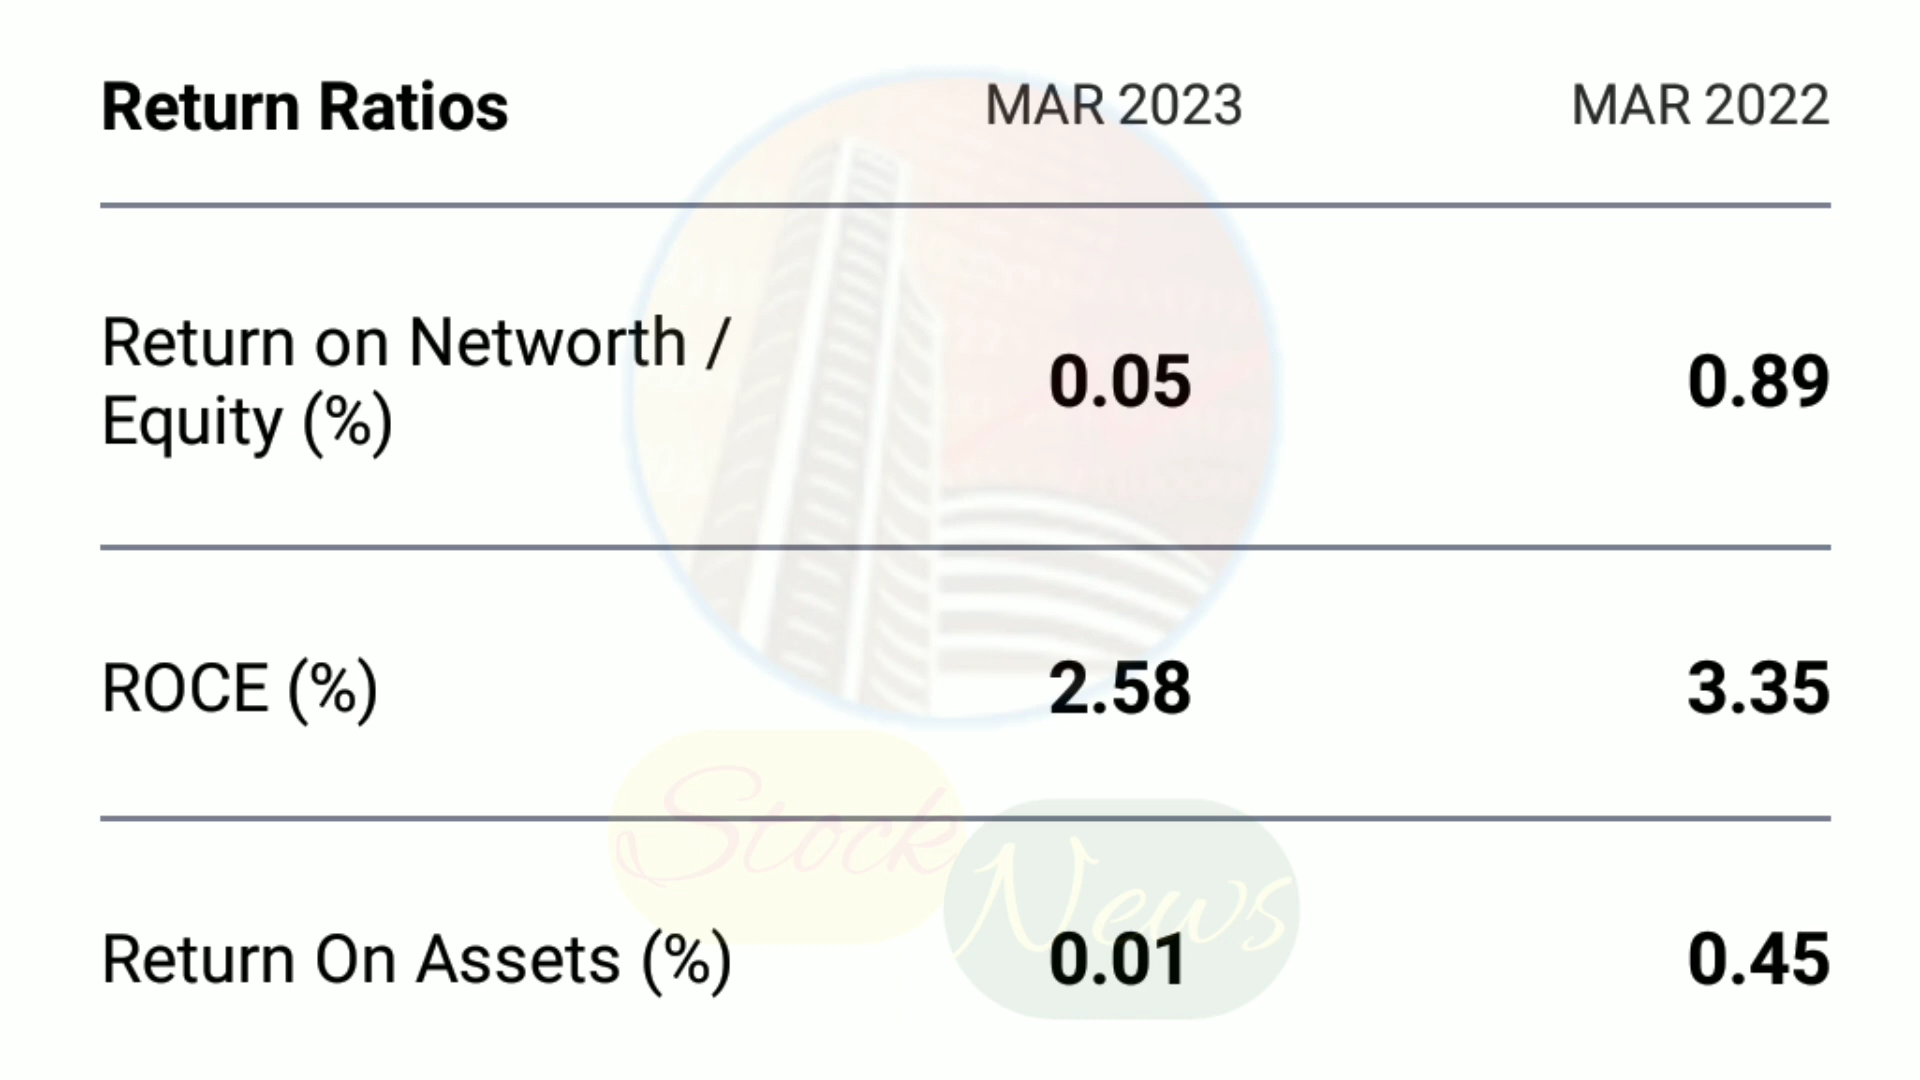 Return Ratios MAR 2023 MAR 2022
Return on Networth /
Equity (%) 0.05 0.89
ROCE (%) 2.58 3.35
Stock
News
Return On Assets (%) 0.01 0.45